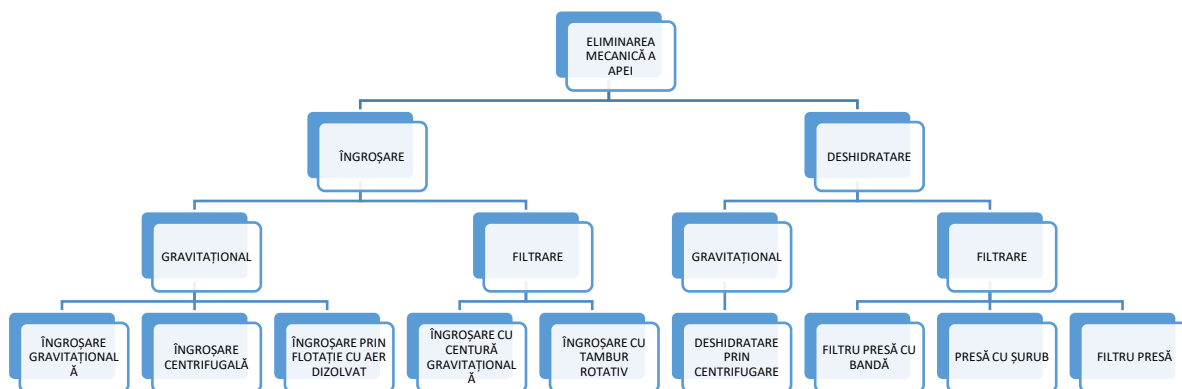 ELIMINAREA
MECANICĂ A
APEI
ÎNGROȘARE
DESHIDRATARE
GRAVITAȚIONAL
FILTRARE
GRAVITAȚIONAL
FILTRARE
ÎNGROȘARE
GRAVITAȚIONAL
Ă
ÎNGROȘARE
CENTRIFUGALĂ
ÎNGROȘARE PRIN
FLOTAȚIE CU AER
DIZOLVAT
ÎNGROȘARE CU
CENTURĂ
GRAVITAȚIONAL
Ă
ÎNGROȘARE CU
TAMBUR
ROTATIV
DESHIDRATARE
PRIN
CENTRIFUGARE
FILTRU PRESĂ CU
BANDĂ
PRESĂ CU ȘURUB
FILTRU PRESĂ